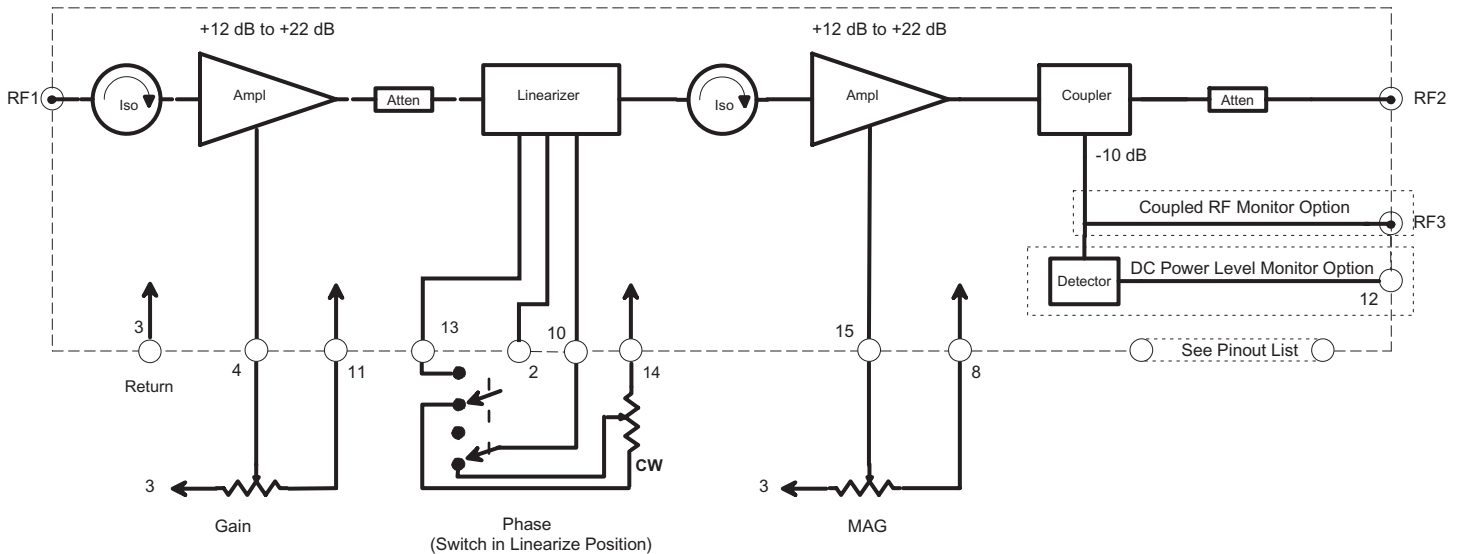 +12 dB to +22 dB
+12 dB to +22 dB
RF1
Iso
Ampl
Atten
Linearizer
Iso
Ampl
Coupler
Atten
RF2
-10 dB
Coupled RF Monitor Option
RF3
DC Power Level Monitor Option
Detector
12
3
13
10
15
See Pinout List
4
11
2
14
8
Return
CW
3
3
Gain
Phase
(Switch in Linearize Position)
MAG